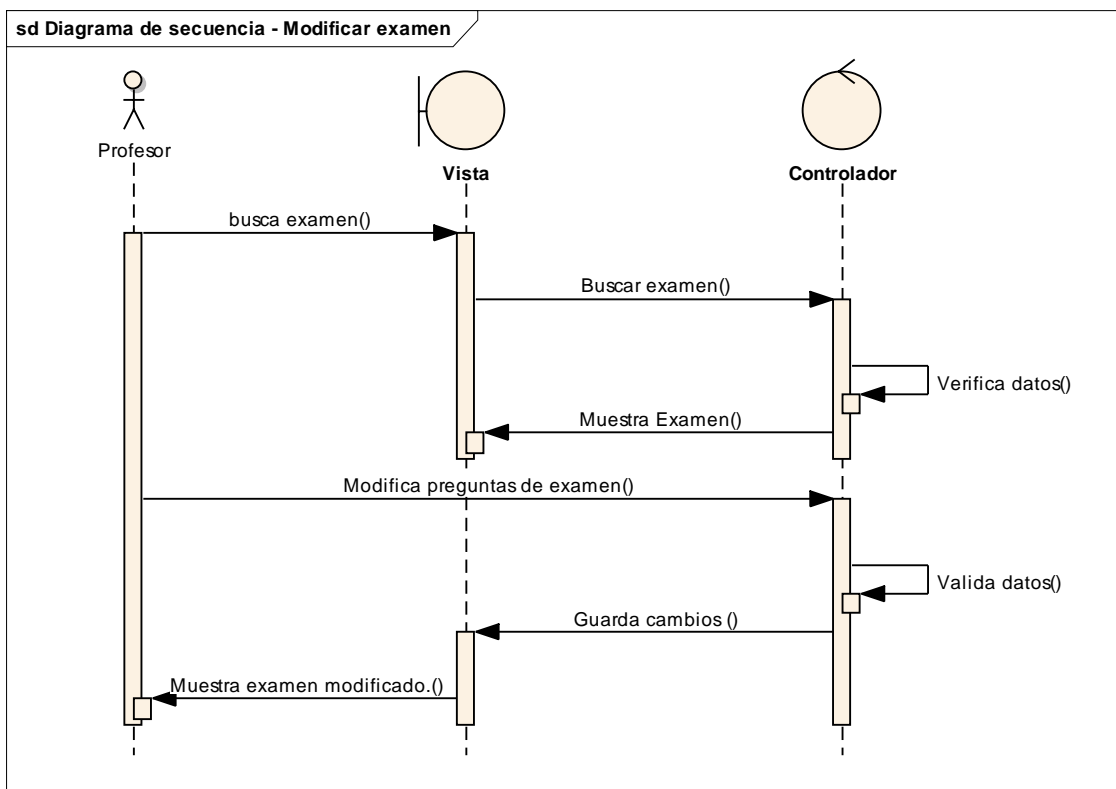 sd Diagrama de secuencia - Modificar examen
Profesor
Vista
Controlador
busca examen()
Buscar examen()
Verifica datos()
Muestra Examen()
Modifica preguntas de examen()
Valida datos()
Guarda cambios ()
Muestra examen modificado.()